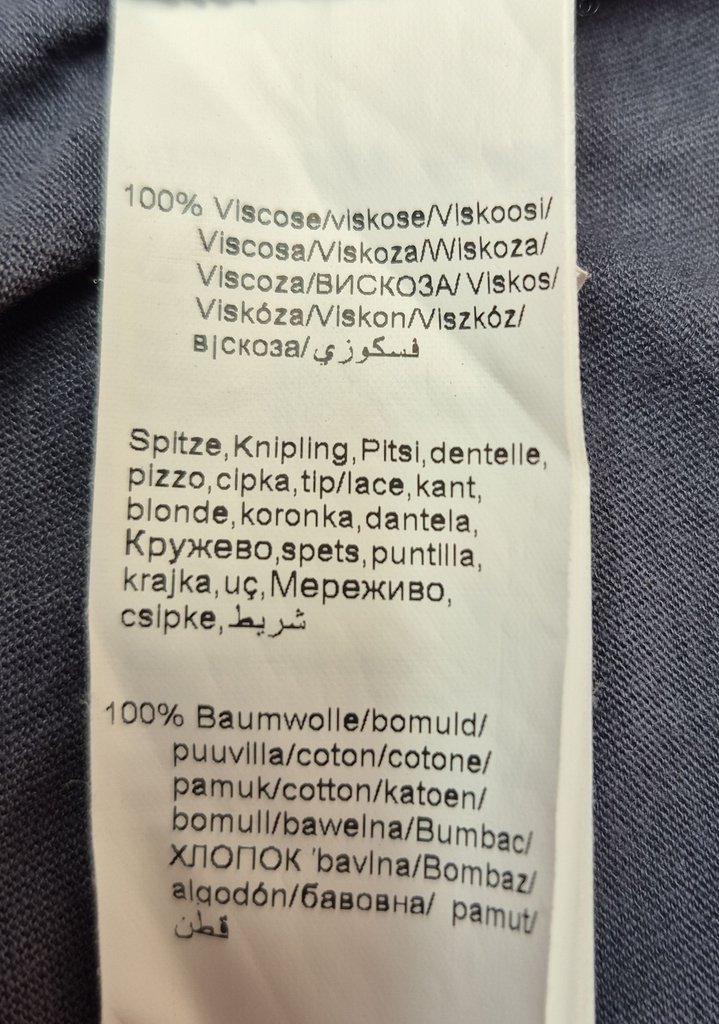 100% Viscose/viskose/Viskoosi/
Viscosa/Viskoza/Wiskoza/
Viscoza/ВИСКОЗА/ Viskos/
Viskóza/Viskon/Viszkóz/
в|скоза/فسكوزي
Spitze,Knipling,Pitsi,dentelle,
pizzo,cipka,tip/lace,kant,
blonde,koronka,dantela,
Кружево,spets,puntilla,
krajka,uç,Мереживо,
csipke,شريط
100% Baumwolle/bomuld/
puuvilla/coton/cotone/
pamuk/cotton/katoen/
bomull/bawelna/Bumbac/
ХЛОПОК 'bavlna/Bombaz/
algodón/бавовна/ pamut/
قطن